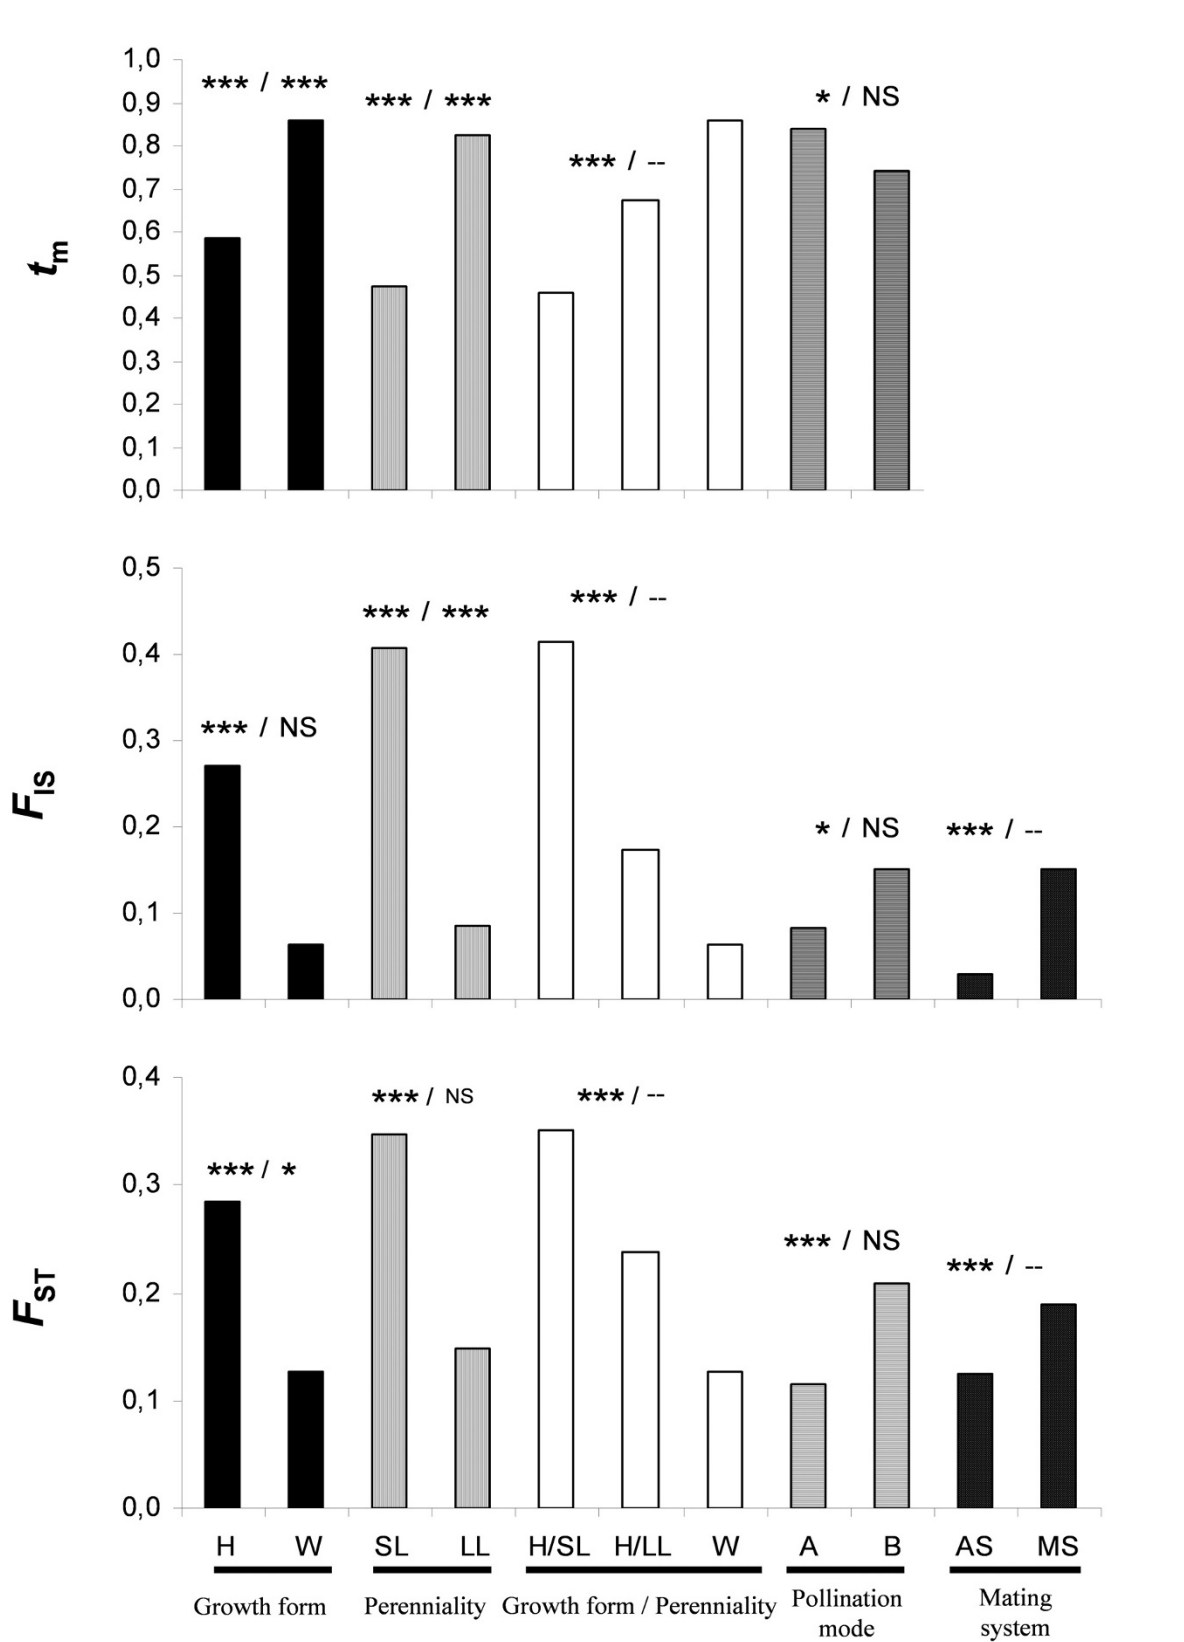 1,0
0,9
0,8
0,7
0,6
0,5
0,4
0,3
0,2
0,1
0,0
tm
*** / ***
*** / ***
*** / --
* / NS
0,5
0,4
0,3
0,2
0,1
0,0
FIS
*** / NS
*** / ***
*** / --
* / NS
*** / --
0,4
0,3
0,2
0,1
0,0
FST
*** / *
*** / NS
*** / --
*** / NS
*** / --
H W SL LL H/SL H/LL W A B AS MS
Growth form
Perenniality
Growth form / Perenniality
Pollination
mode
Mating
system